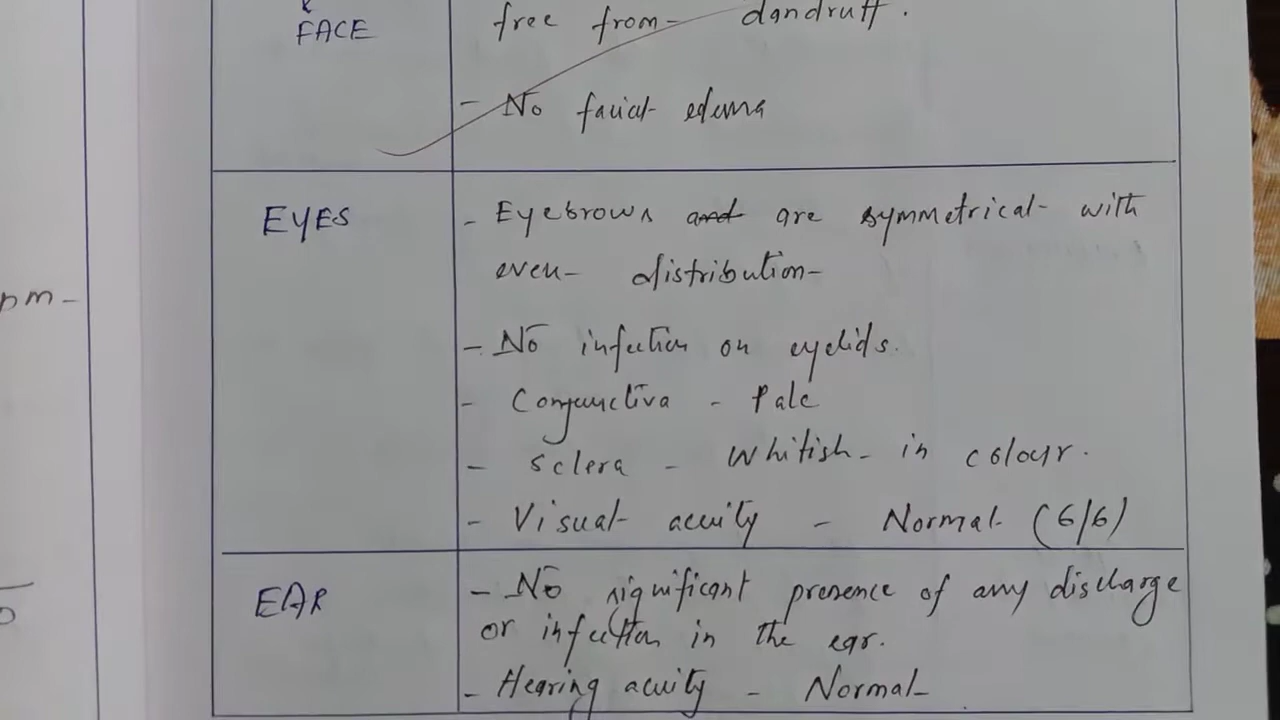 FACE
free from dandruff.
- No facial edema
EYES
- Eyebrows and are symmetrical with
even distribution
- No infection on eyelids.
- Conjunctiva - Pale
- Sclera - Whitish in colour.
- Visual acuity - Normal (6/6)
EAR
- No significant presence of any discharge
or infection in the ear.
- Hearing acuity - Normal
pm